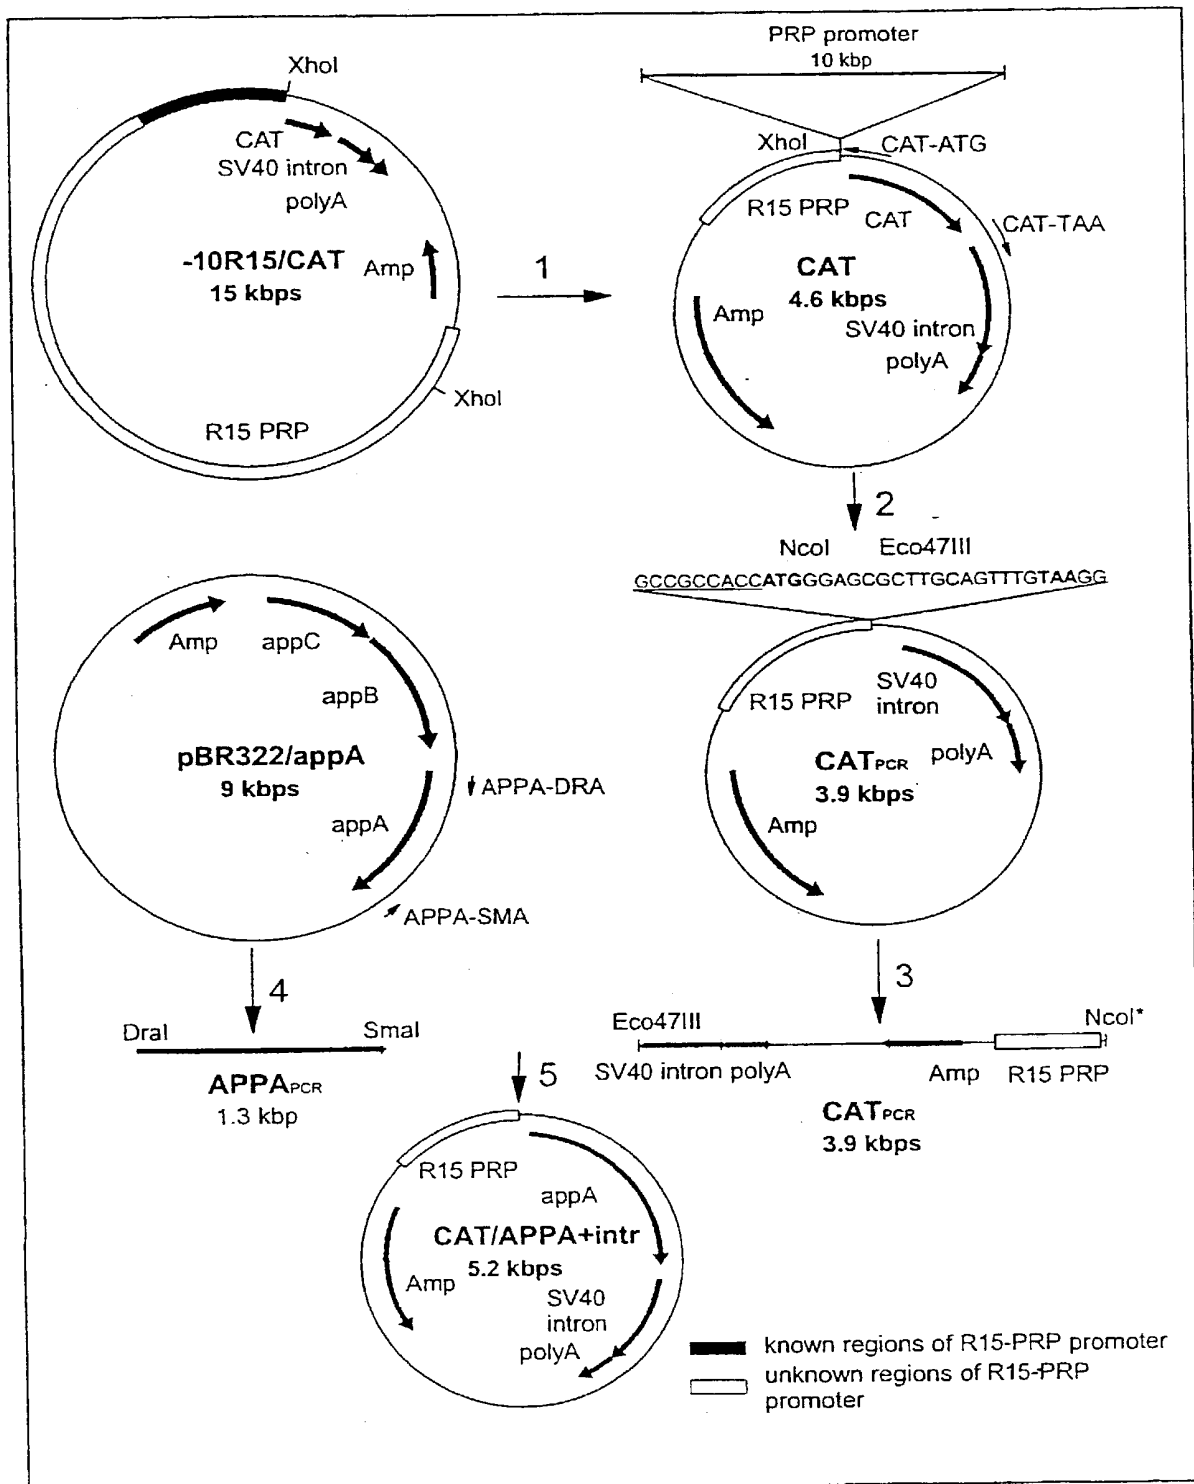 XhoI
CAT
SV40 intron
polyA
-10R15/CAT
15 kbps
Amp
XhoI
R15 PRP
1
PRP promoter
10 kbp
XhoI
CAT-ATG
R15 PRP
CAT
CAT-TAA
CAT
4.6 kbps
Amp
SV40 intron
polyA
2
NcoI Eco47III
GCCGCCACCATGGGAGCGCTTGCAGTTTGTAAGG
R15 PRP
SV40
intron
polyA
CATPCR
3.9 kbps
Amp
Amp
appC
appB
pBR322/appA
9 kbps
appA
APPA-DRA
APPA-SMA
4
DraI
SmaI
APPAPCR
1.3 kbp
3
Eco47III
NcoI*
SV40 intron polyA
Amp
R15 PRP
CATPCR
3.9 kbps
5
R15 PRP
appA
CAT/APPA+intr
5.2 kbps
Amp
SV40
intron
polyA
known regions of R15-PRP promoter
unknown regions of R15-PRP
promoter